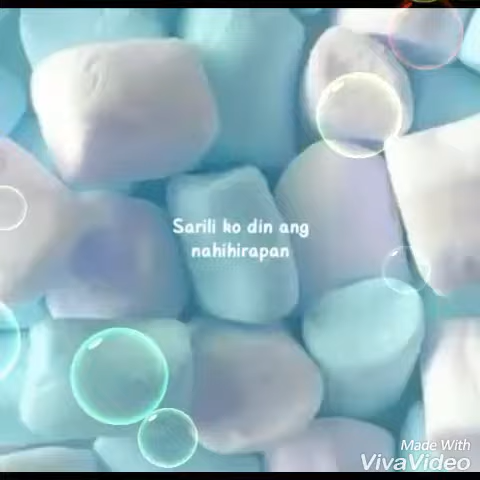 Sarili ko din ang
nahihirapan
Made With
VivaVideo